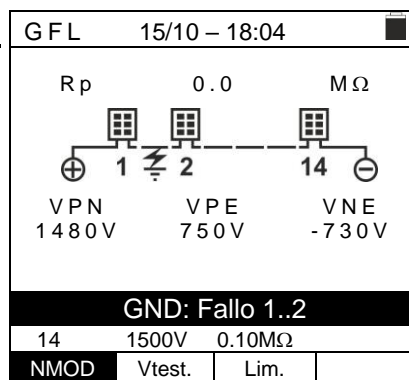 GFL 15/10 – 18:04
Rp 0.0 MΩ
1 2 14
VPN VPE VNE
1480V 750V -730V
GND: Fallo 1..2
14 1500V 0.10MΩ
NMOD Vtest. Lim.